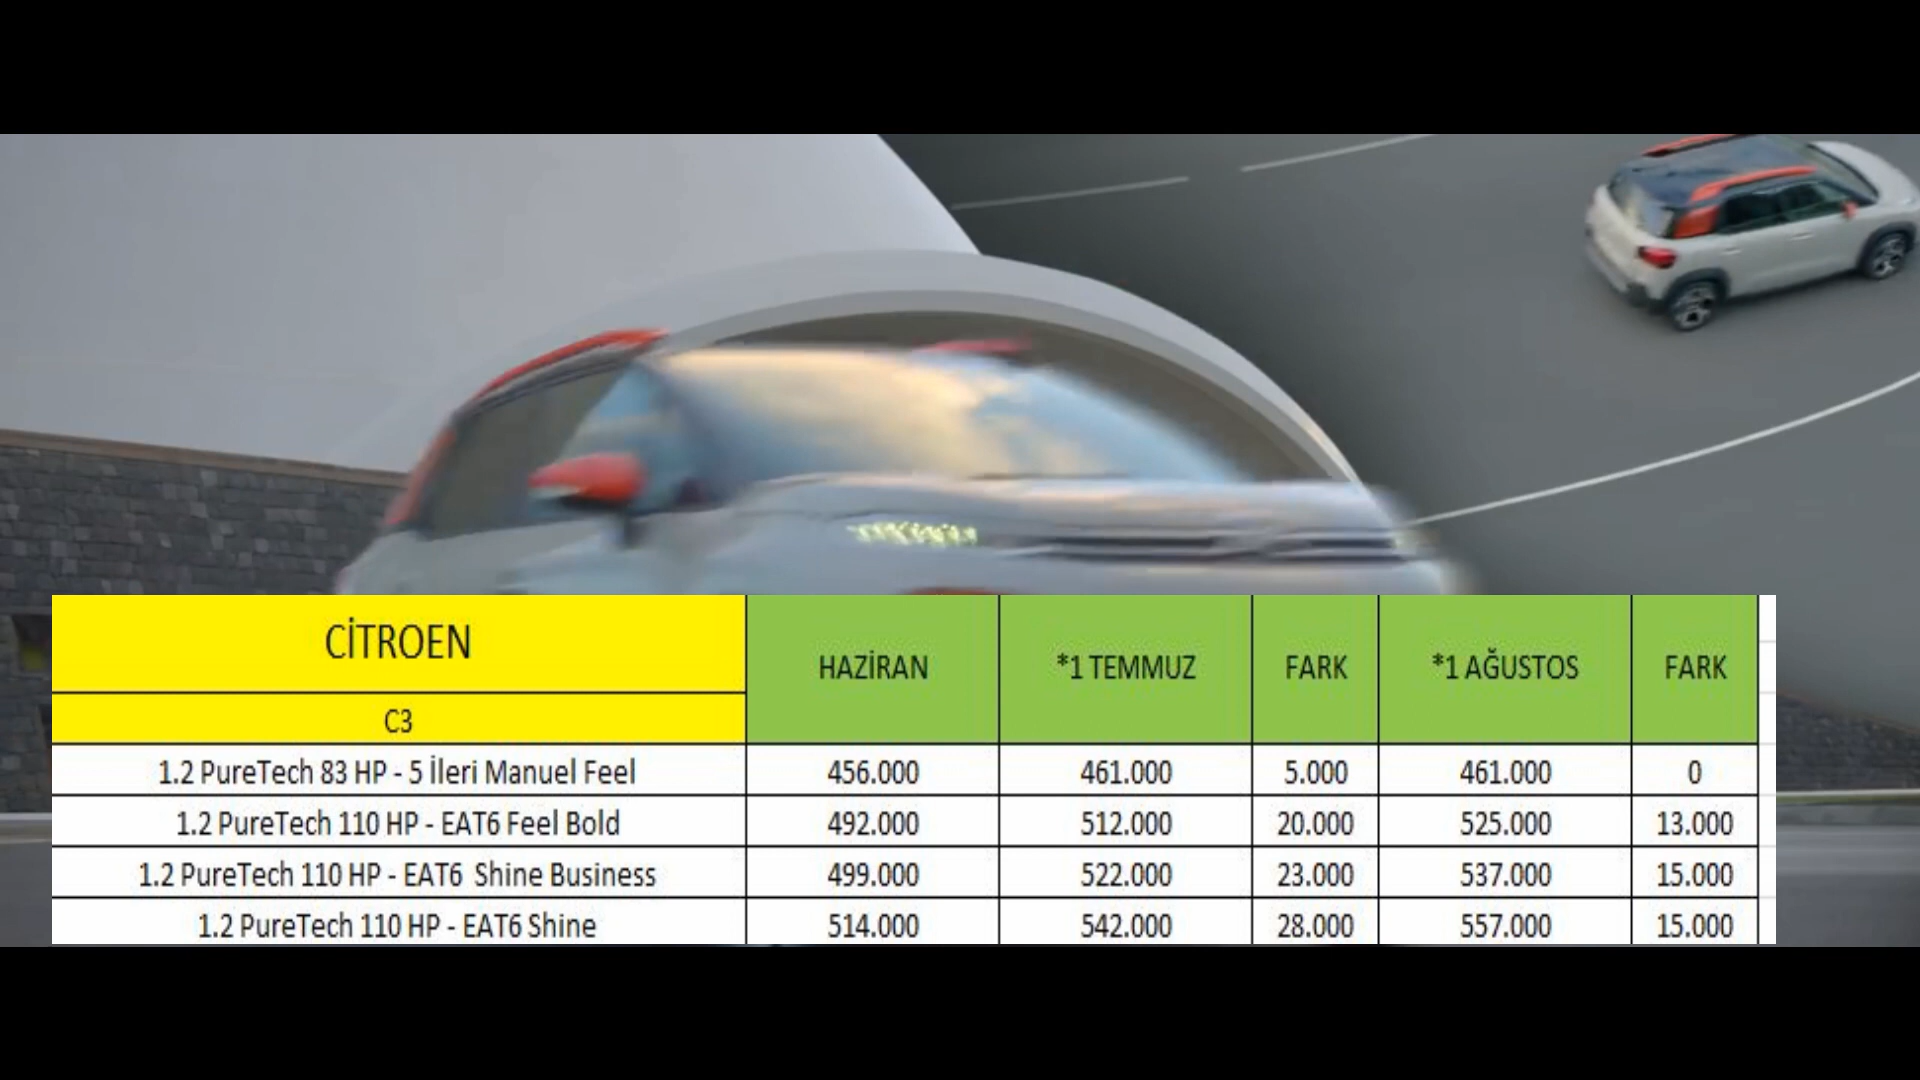 CİTROEN
HAZİRAN *1 TEMMUZ FARK *1 AĞUSTOS FARK
C3
1.2 PureTech 83 HP - 5 İleri Manuel Feel 456.000 461.000 5.000 461.000 0
1.2 PureTech 110 HP - EAT6 Feel Bold 492.000 512.000 20.000 525.000 13.000
1.2 PureTech 110 HP - EAT6 Shine Business 499.000 522.000 23.000 537.000 15.000
1.2 PureTech 110 HP - EAT6 Shine 514.000 542.000 28.000 557.000 15.000